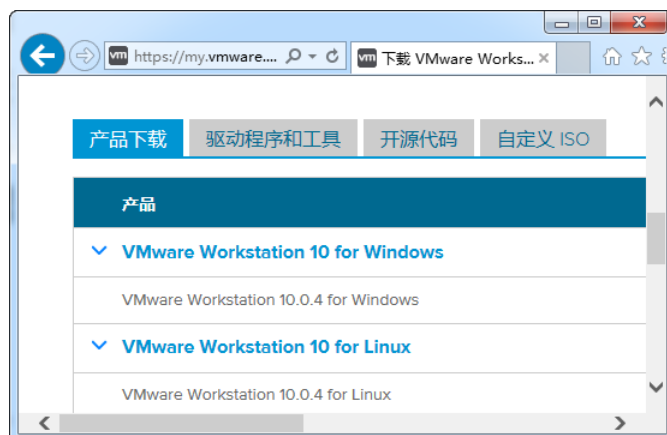 vm https://my.vmware.... vm 下载 VMware Works...
产品下载 驱动程序和工具 开源代码 自定义 ISO
产品
VMware Workstation 10 for Windows
VMware Workstation 10.0.4 for Windows
VMware Workstation 10 for Linux
VMware Workstation 10.0.4 for Linux